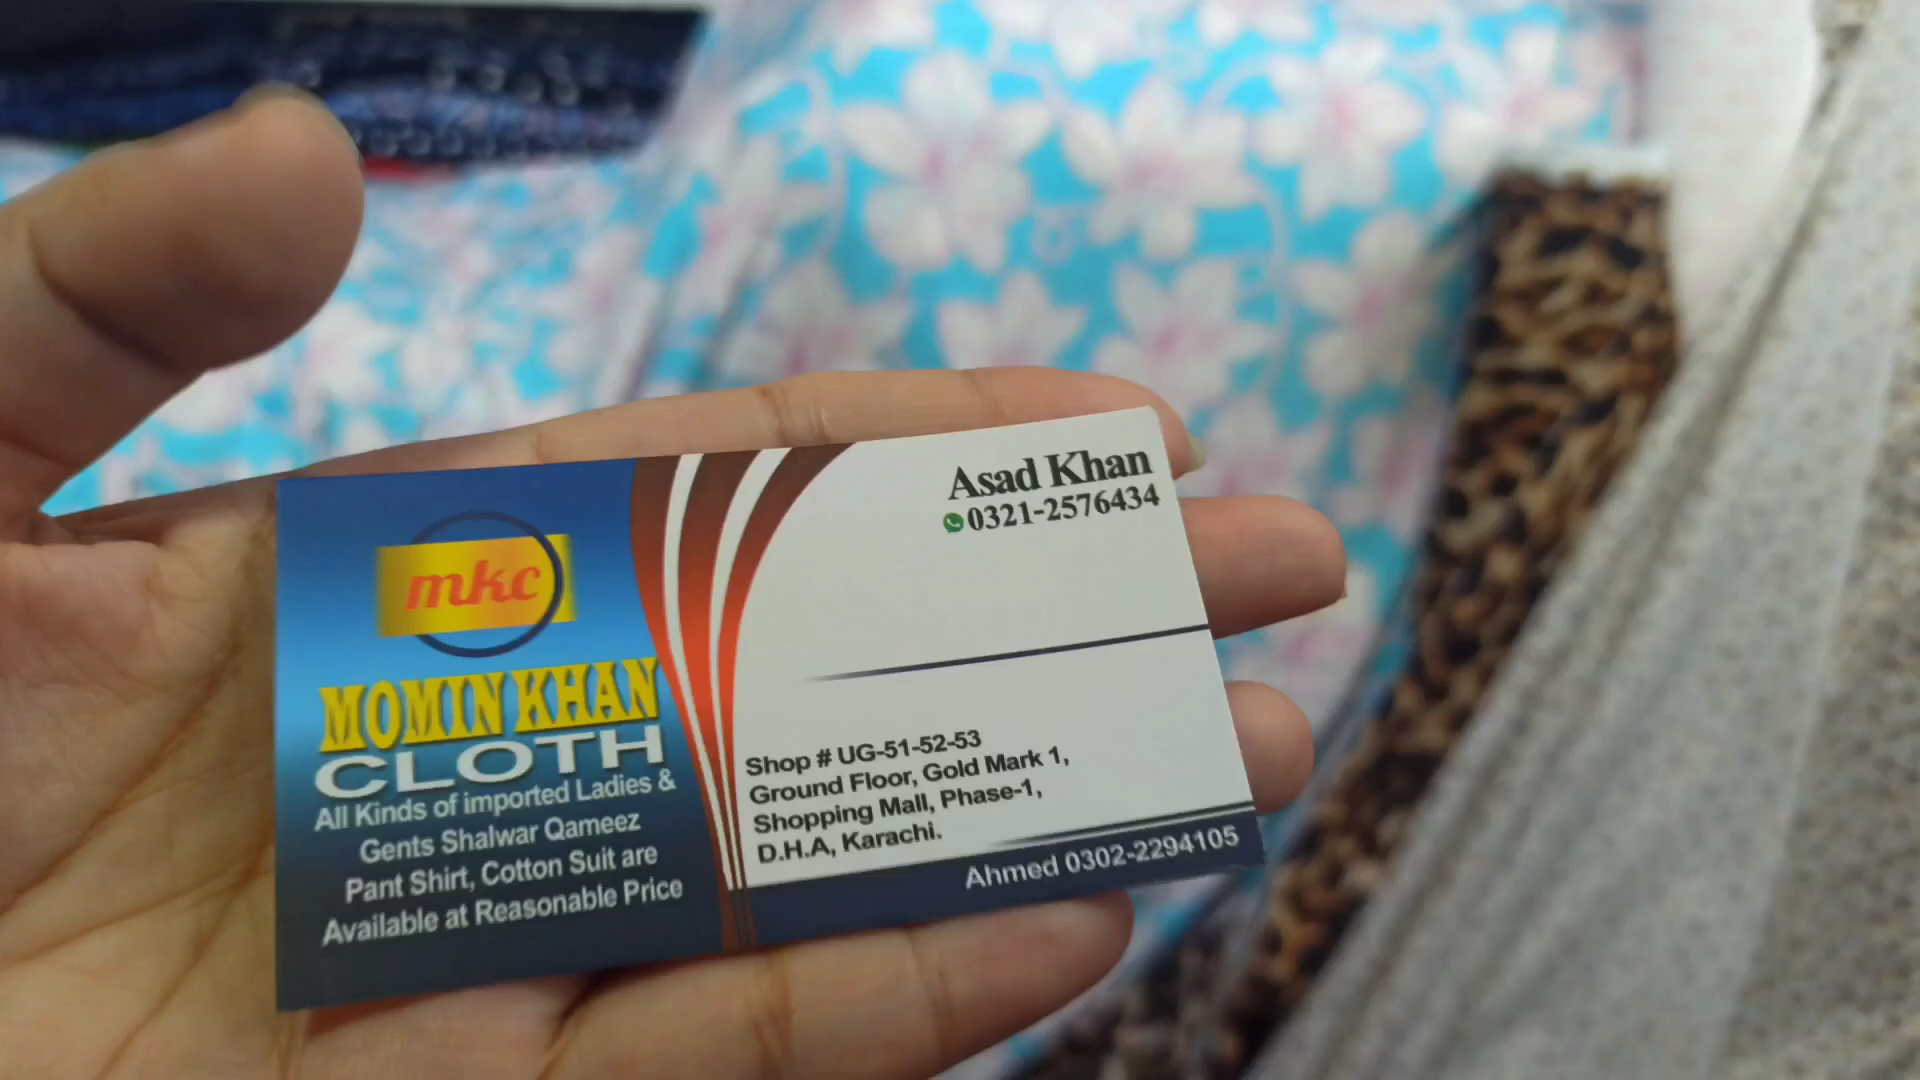 mkc
MOMIN KHAN
CLOTH
All Kinds of imported Ladies &
Gents Shalwar Qameez
Pant Shirt, Cotton Suit are
Available at Reasonable Price
Asad Khan
0321-2576434
Shop # UG-51-52-53
Ground Floor, Gold Mark 1,
Shopping Mall, Phase-1,
D.H.A, Karachi.
Ahmed 0302-2294105